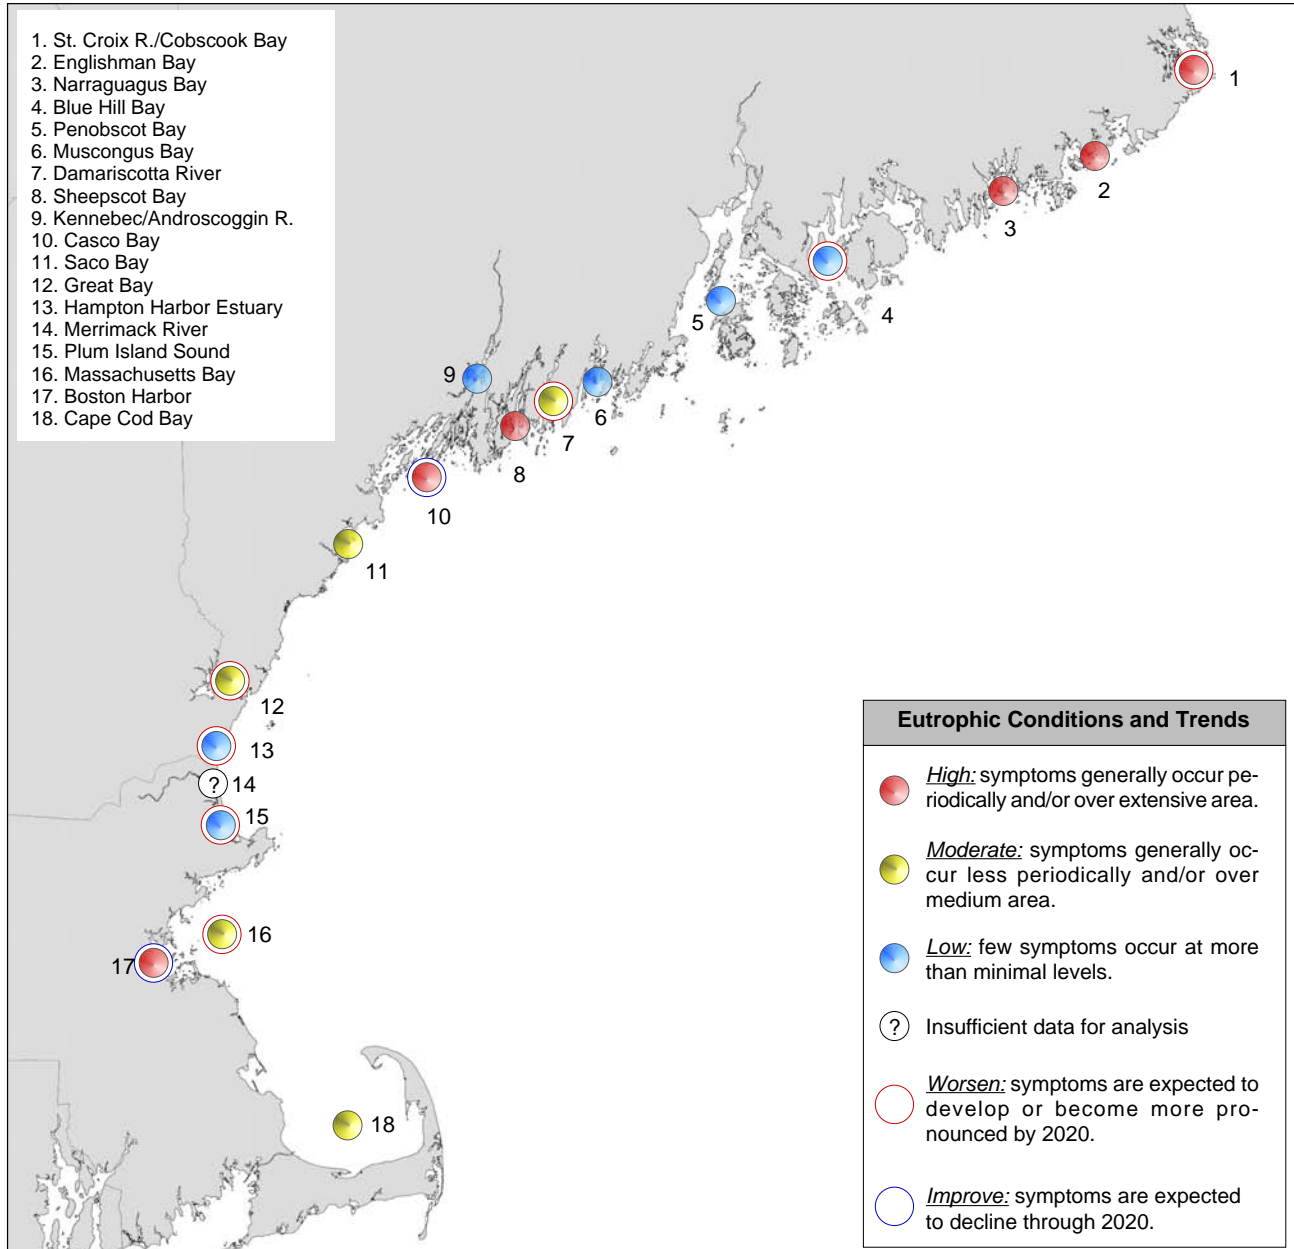 1. St. Croix R./Cobscook Bay
2. Englishman Bay
3. Narraguagus Bay
4. Blue Hill Bay
5. Penobscot Bay
6. Muscongus Bay
7. Damariscotta River
8. Sheepscot Bay
9. Kennebec/Androscoggin R.
10. Casco Bay
11. Saco Bay
12. Great Bay
13. Hampton Harbor Estuary
14. Merrimack River
15. Plum Island Sound
16. Massachusetts Bay
17. Boston Harbor
18. Cape Cod Bay
1
2
3
4
5
6
7
8
9
10
11
12
13
? 14
15
16
17
18
Eutrophic Conditions and Trends
High: symptoms generally occur pe-
riodically and/or over extensive area.
Moderate: symptoms generally oc-
cur less periodically and/or over
medium area.
Low: few symptoms occur at more
than minimal levels.
? Insufficient data for analysis
Worsen: symptoms are expected to
develop or become more pro-
nounced by 2020.
Improve: symptoms are expected
to decline through 2020.